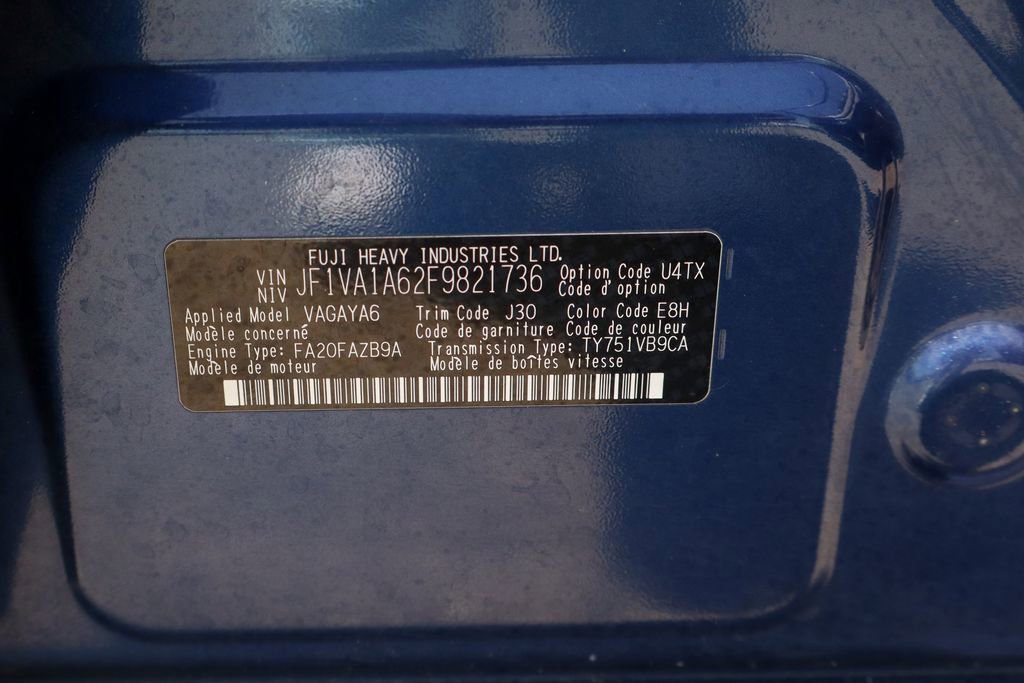 FUJI HEAVY INDUSTRIES LTD.
VIN NIV JF1VA1A62F9821736 Option Code U4TX
Code d'option
Applied Model VAGAYA6 Trim Code J30 Color Code E8H
Modèle concerné Code de garniture Code de couleur
Engine Type: FA20FAZB9A Transmission Type: TY751VB9CA
Modèle de moteur Modèle de boîtes vitesse